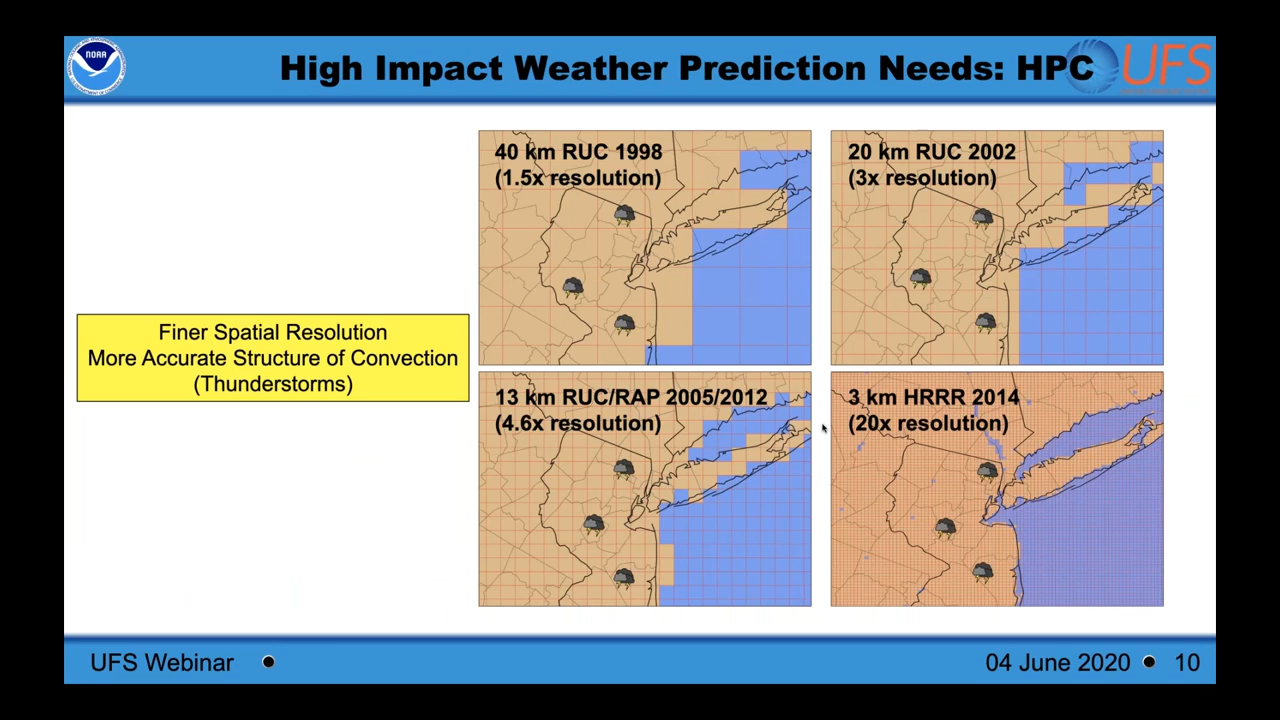 NOAA
High Impact Weather Prediction Needs: HPC
UFS
40 km RUC 1998
(1.5x resolution)
20 km RUC 2002
(3x resolution)
Finer Spatial Resolution
More Accurate Structure of Convection
(Thunderstorms)
13 km RUC/RAP 2005/2012
(4.6x resolution)
3 km HRRR 2014
(20x resolution)
UFS Webinar
04 June 2020
10